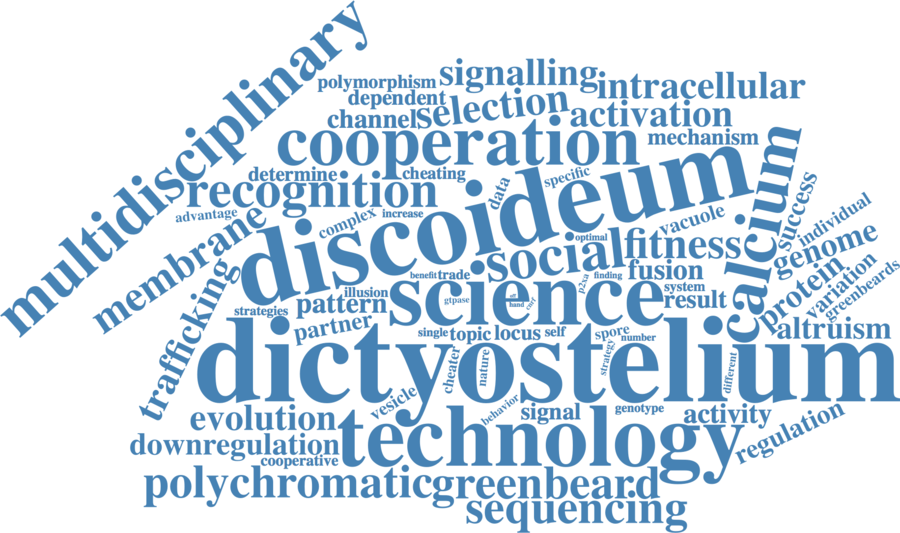 multidisciplinary
polymorphism
signalling
intracellular
dependent
selection
activation
channel
cooperation
mechanism
determine
cheating
recognition
data
specific
calcium
success
advantage
complex
increase
discoideum
vacuole
individual
membrane
optimal
social
fitness
genome
benefit
trade
finding
fusion
p2xa
protein
variation
greenbeards
trafficking
illusion
science
system
pattern
gtpase
hand
result
strategies
partner
single
topic
locus
self
spore
number
altruism
dictyostelium
cheater
nature
strategy
different
vesicle
behavior
evolution
signal
genotype
activity
regulation
downregulation
technology
cooperative
polychromatic
greenbeard
sequencing